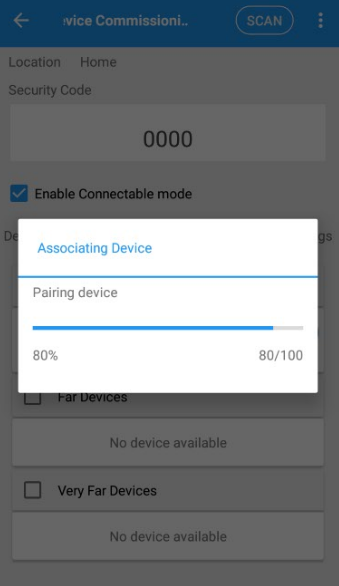 vice Commissioni..
SCAN
Location Home
Security Code
0000
Enable Connectable mode
De
gs
Associating Device
Pairing device
80%
80/100
Far Devices
No device available
Very Far Devices
No device available